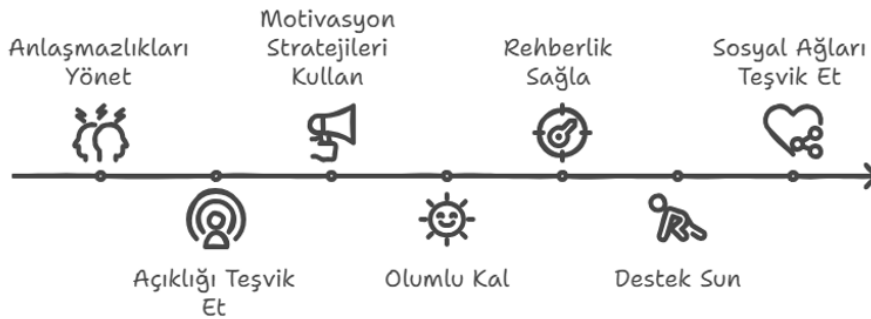 Anlaşmazlıkları
Yönet
Açıklığı Teşvik
Et
Motivasyon
Stratejileri
Kullan
Olumlu Kal
Rehberlik
Sağla
Destek Sun
Sosyal Ağları
Teşvik Et